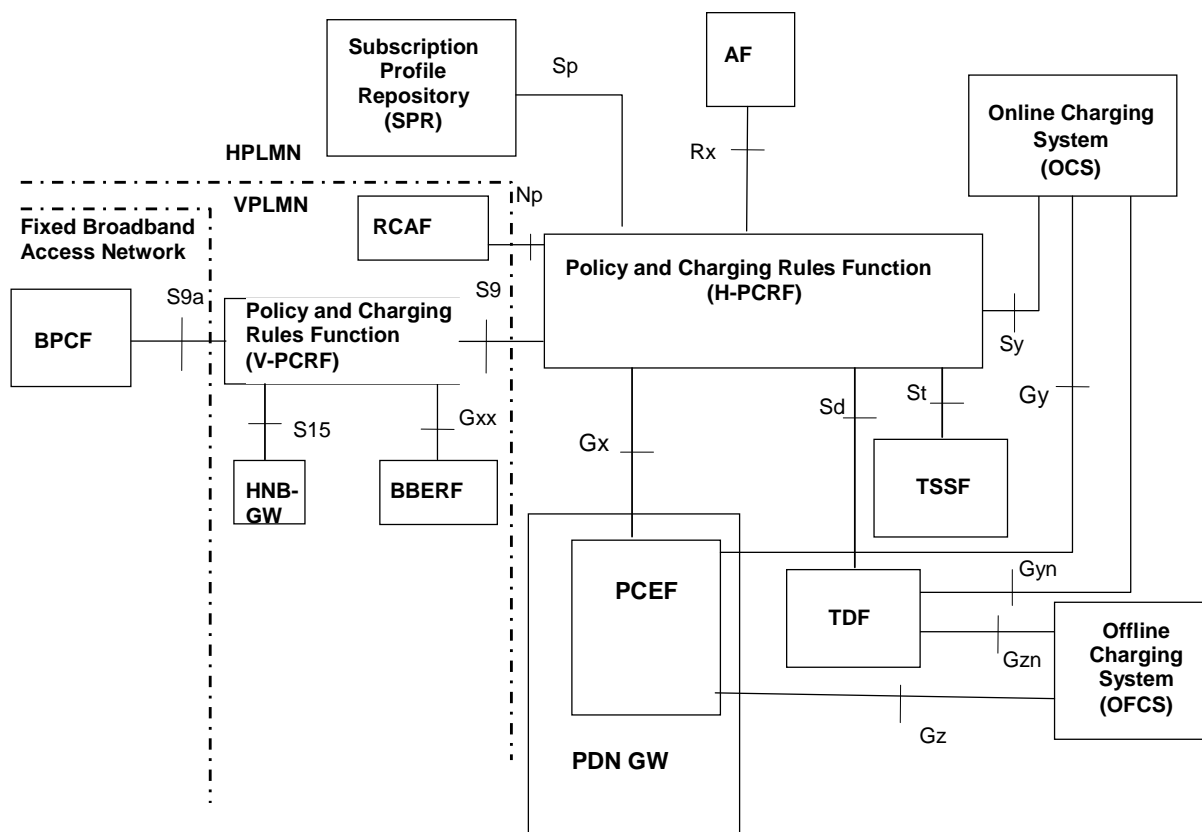 Subscription
Profile
Repository
(SPR)
Sp
AF
Rx
Online Charging
System
(OCS)
HPLMN
VPLMN
Np
Fixed Broadband
Access Network
RCAF
Policy and Charging Rules Function
(H-PCRF)
S9a
S9
BPCF
Policy and Charging
Rules Function
(V-PCRF)
Sy
S15
Gxx
Gx
Sd
St
Gy
HNB-
GW
BBERF
TSSF
PCEF
TDF
Gyn
Gzn
Offline
Charging
System
(OFCS)
Gz
PDN GW